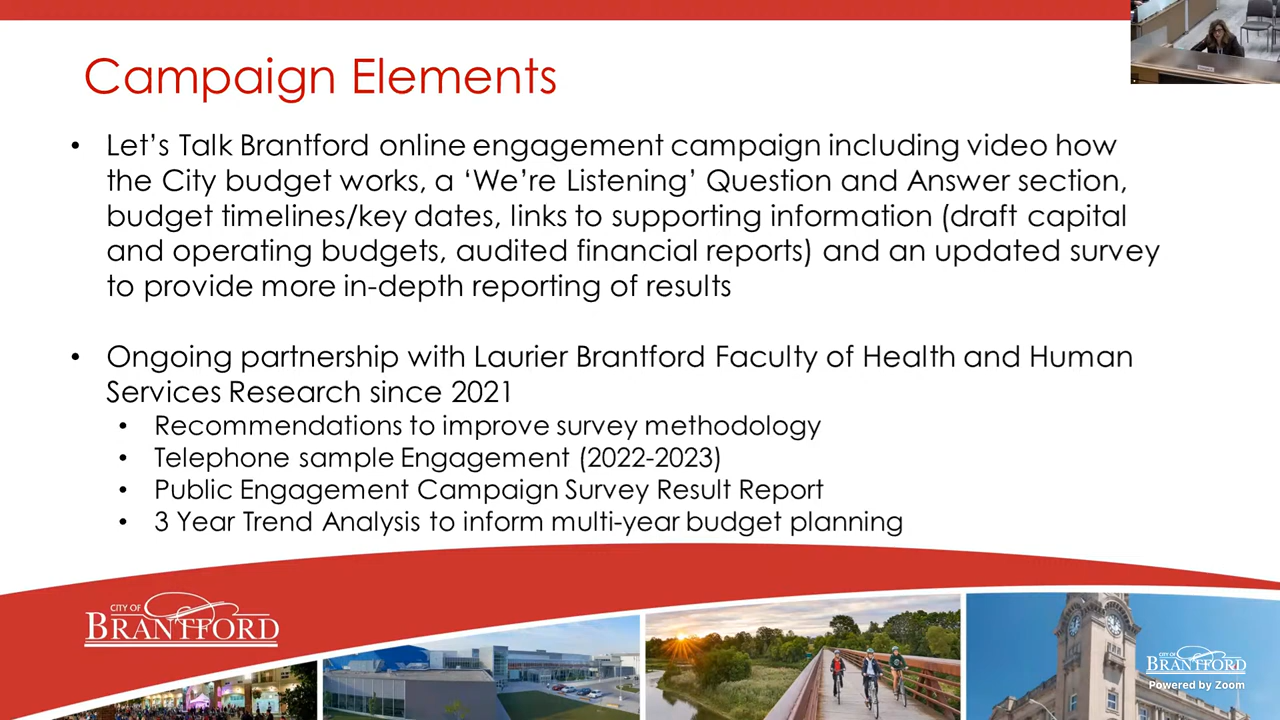 Campaign Elements
• Let’s Talk Brantford online engagement campaign including video how
the City budget works, a ‘We’re Listening’ Question and Answer section,
budget timelines/key dates, links to supporting information (draft capital
and operating budgets, audited financial reports) and an updated survey
to provide more in-depth reporting of results
• Ongoing partnership with Laurier Brantford Faculty of Health and Human
Services Research since 2021
• Recommendations to improve survey methodology
• Telephone sample Engagement (2022-2023)
• Public Engagement Campaign Survey Result Report
• 3 Year Trend Analysis to inform multi-year budget planning
CITY OF
BRANTFORD
CITY OF
BRANTFORD
Powered by Zoom